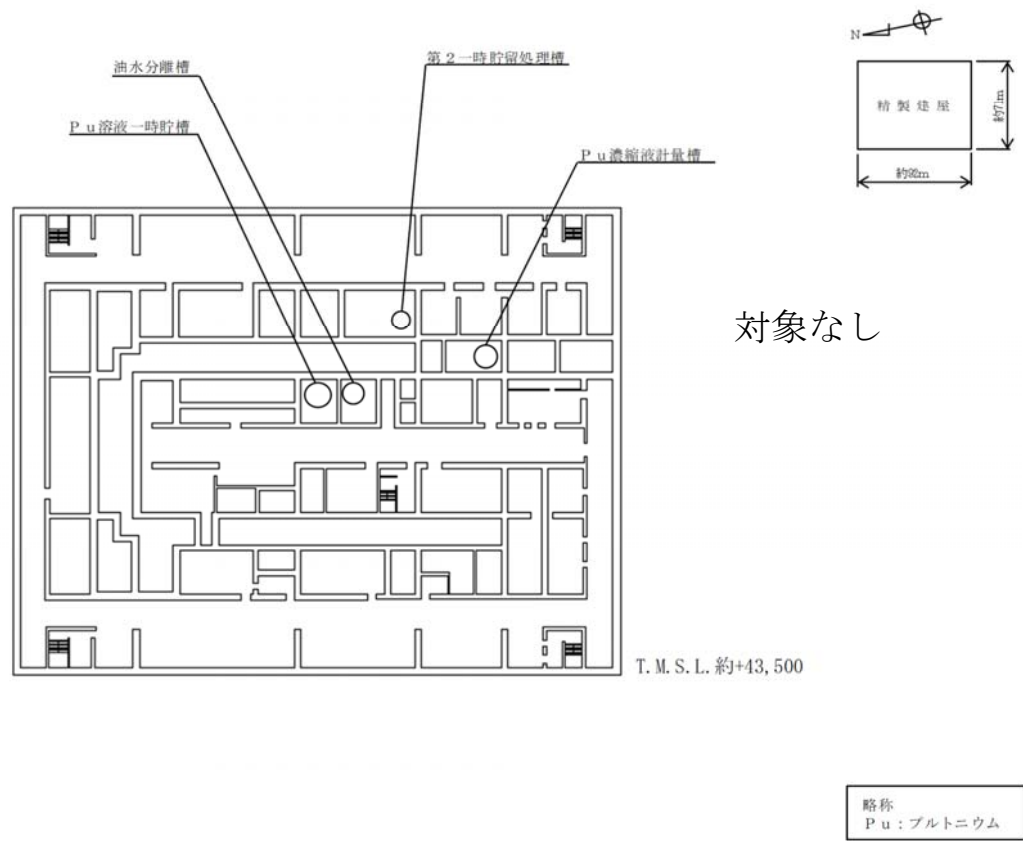 第２一時貯留処理槽
油水分離槽
Ｐｕ溶液一時貯槽
Ｐｕ濃縮液計量槽
N
精製建屋
約71m
約92m
対象なし
T.M.S.L.約+43,500
略称
Ｐｕ：プルトニウム